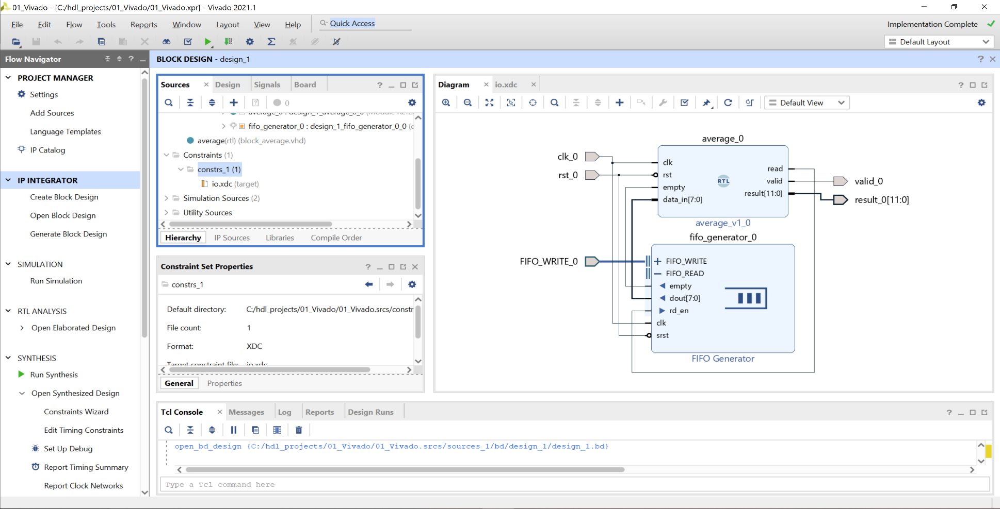 01_Vivado - [C:/hdl_projects/01_Vivado/01_Vivado.xpr] - Vivado 2021.1
File Edit Flow Tools Reports Window Layout View Help Quick Access
Implementation Complete
Default Layout
Flow Navigator
PROJECT MANAGER
Settings
Add Sources
Language Templates
IP Catalog
IP INTEGRATOR
Create Block Design
Open Block Design
Generate Block Design
SIMULATION
Run Simulation
RTL ANALYSIS
Open Elaborated Design
SYNTHESIS
Run Synthesis
Open Synthesized Design
Constraints Wizard
Edit Timing Constraints
Set Up Debug
Report Timing Summary
Report Clock Networks
BLOCK DESIGN - design_1
Sources Design Signals Board
0
average_0 : design_1_average_0_0 (Module Refe
fifo_generator_0 : design_1_fifo_generator_0_0 (c
average(rtl) (block_average.vhd)
Constraints (1)
constrs_1 (1)
io.xdc (target)
Simulation Sources (2)
Utility Sources
Hierarchy IP Sources Libraries Compile Order
Constraint Set Properties
constrs_1
Default directory: C:/hdl_projects/01_Vivado/01_Vivado.srcs/constr
File count: 1
Format: XDC
Target constraint file: io.xdc
General Properties
Diagram io.xdc
Default View
average_0
clk_0
rst_0
clk
rst
empty
data_in[7:0]
RTL
read
valid
result[11:0]
valid_0
result_0[11:0]
average_v1_0
fifo_generator_0
FIFO_WRITE_0
FIFO_WRITE
FIFO_READ
empty
dout[7:0]
rd_en
clk
srst
FIFO Generator
Tcl Console Messages Log Reports Design Runs
open_bd_design {C:/hdl_projects/01_Vivado/01_Vivado.srcs/sources_1/bd/design_1/design_1.bd}
Type a Tcl command here